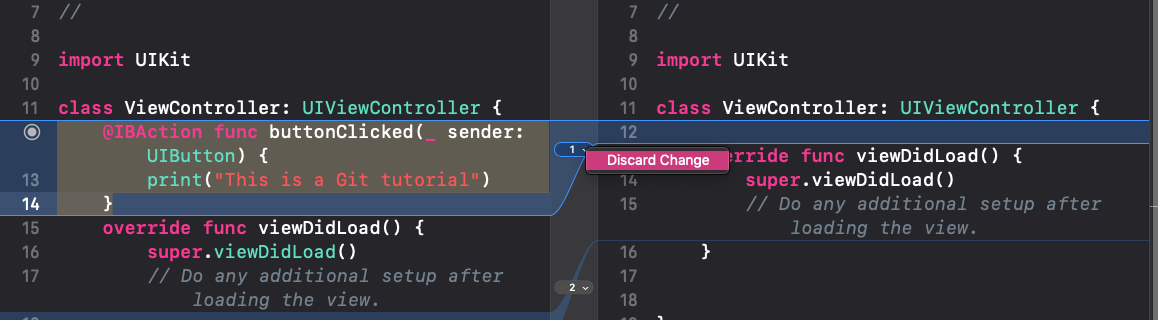 7 //
8
9 import UIKit
10
11 class ViewController: UIViewController {
@IBAction func buttonClicked(_ sender:
UIButton) {
13 print("This is a Git tutorial")
14 }
15 override func viewDidLoad() {
16 super.viewDidLoad()
17 // Do any additional setup after
loading the view.
1
Discard Change
2
7 //
8
9 import UIKit
10
11 class ViewController: UIViewController {
12
rride func viewDidLoad() {
14 super.viewDidLoad()
15 // Do any additional setup after
loading the view.
16 }
17
18